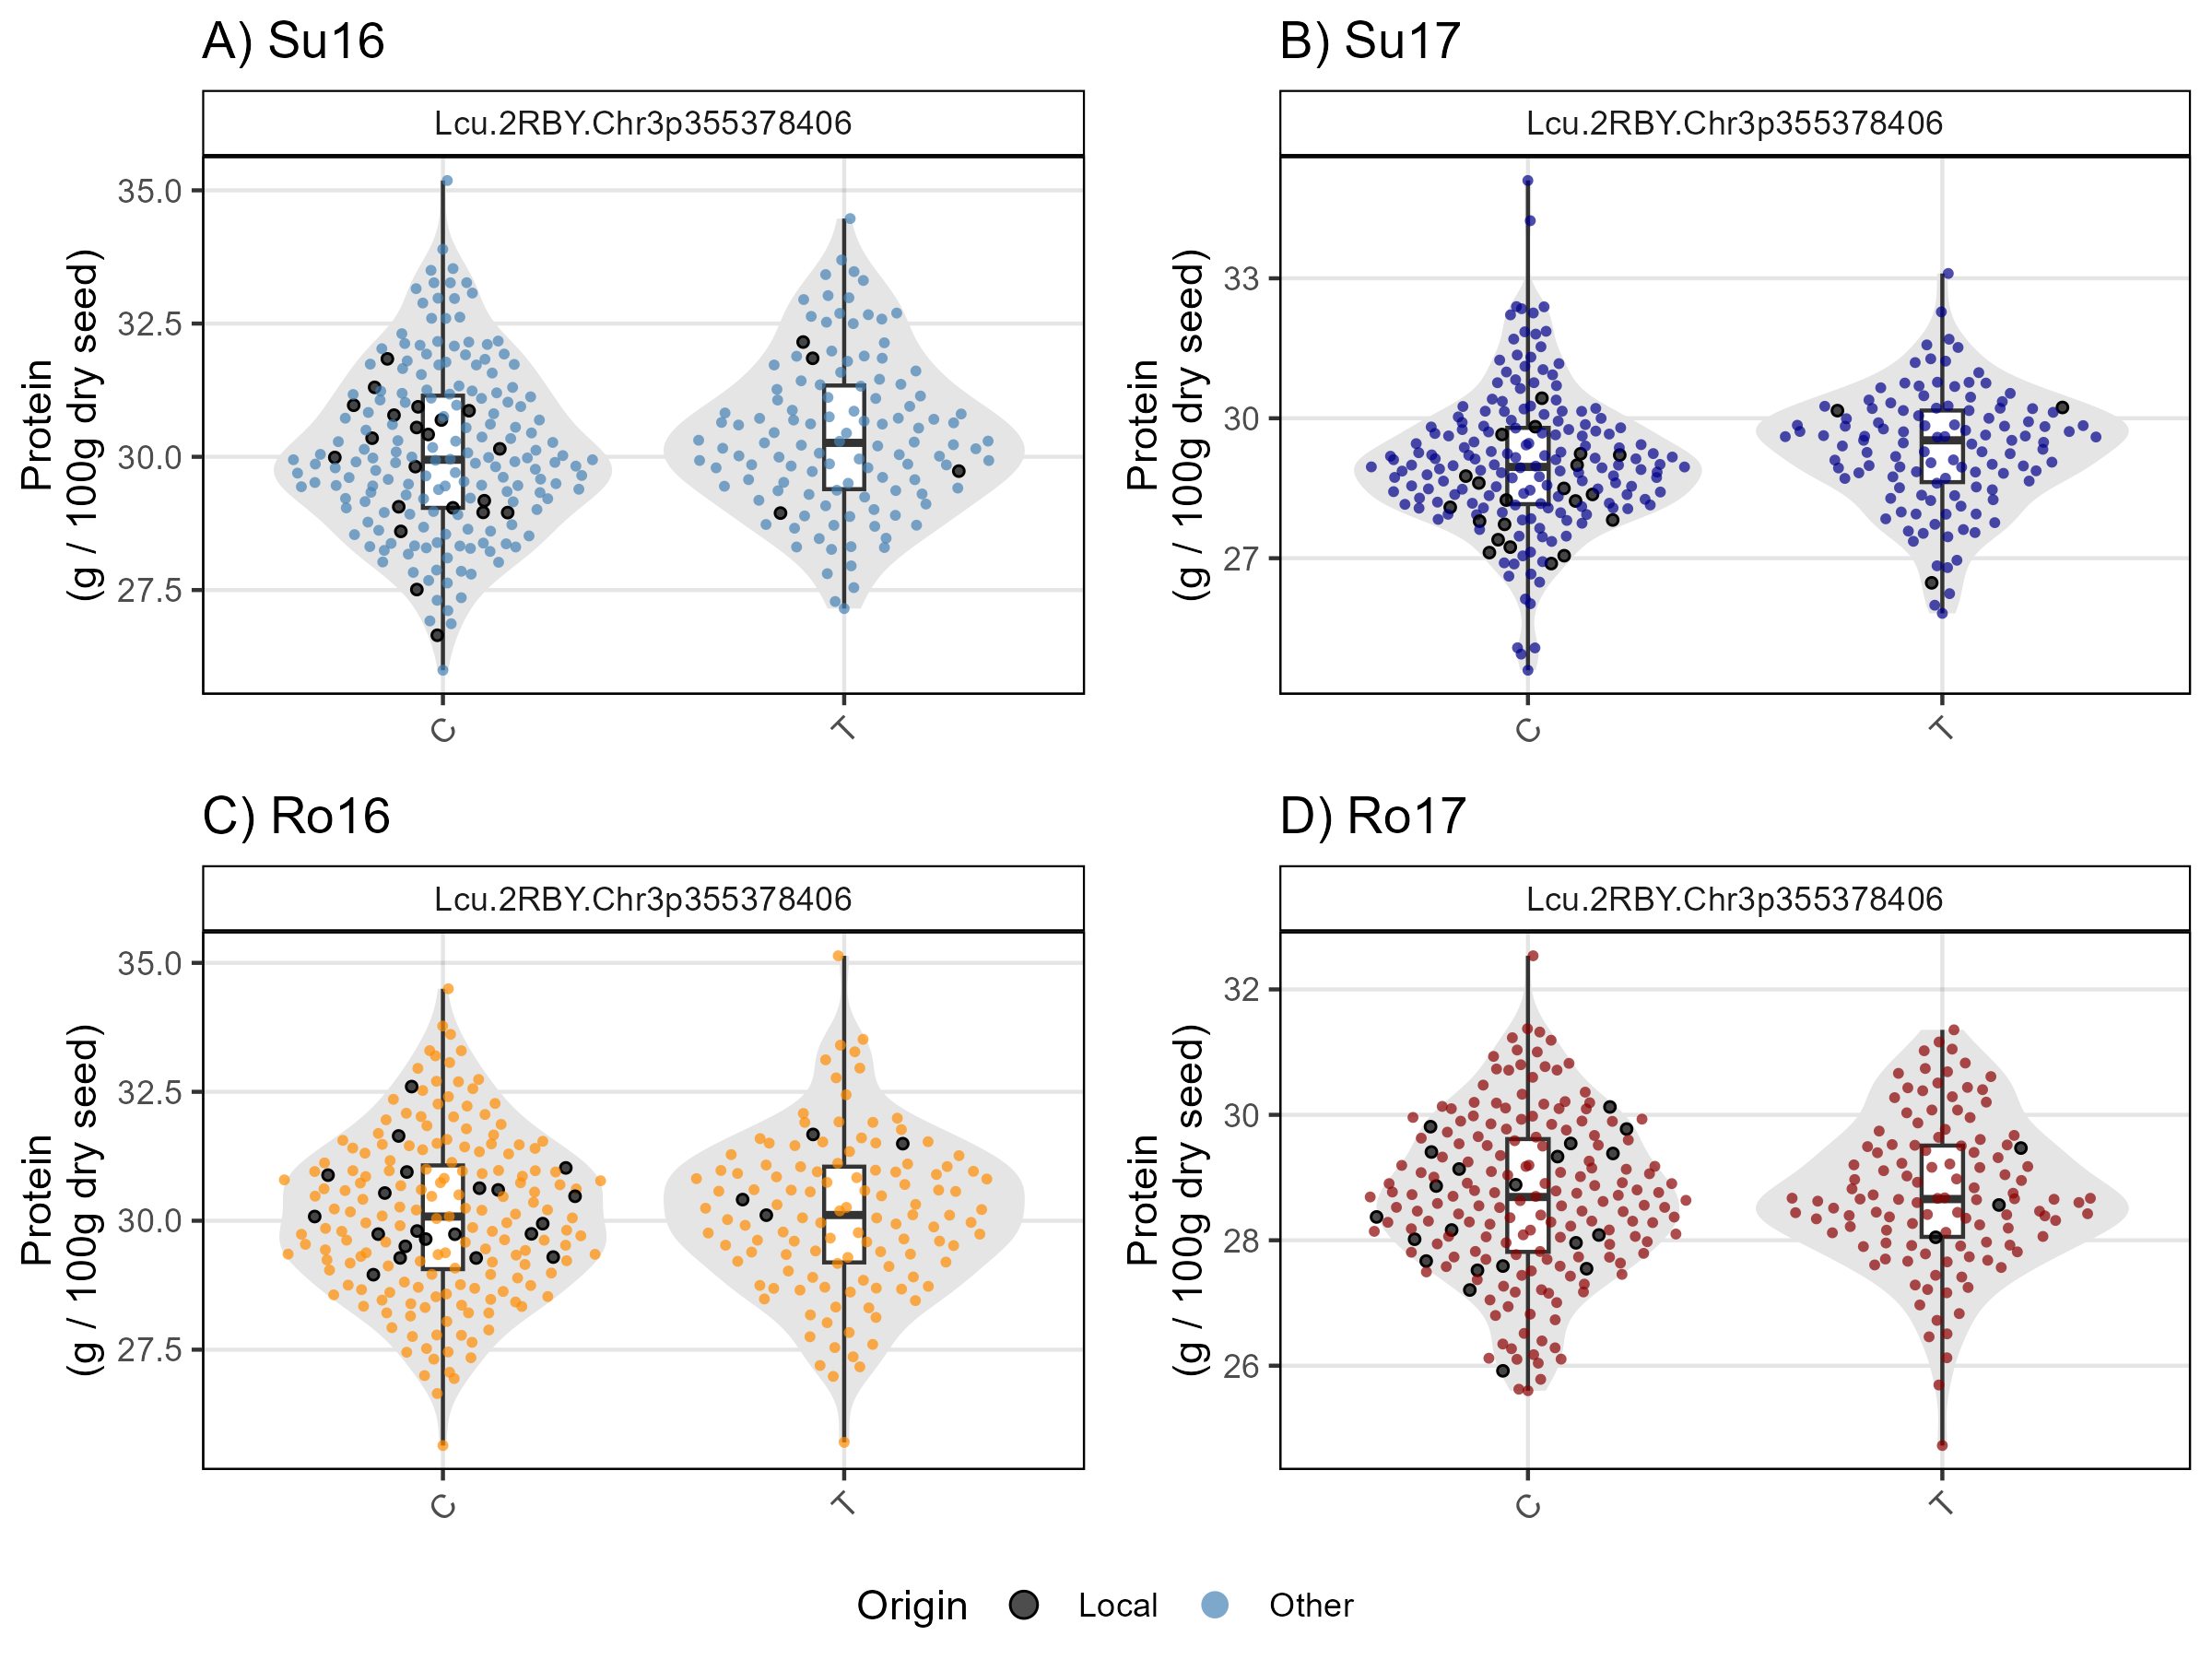 A) Su16
Lcu.2RBY.Chr3p355378406
Protein
(g / 100g dry seed)
35.0
32.5
30.0
27.5
C
T
B) Su17
Lcu.2RBY.Chr3p355378406
Protein
(g / 100g dry seed)
33
30
27
C
T
C) Ro16
Lcu.2RBY.Chr3p355378406
Protein
(g / 100g dry seed)
35.0
32.5
30.0
27.5
C
T
D) Ro17
Lcu.2RBY.Chr3p355378406
Protein
(g / 100g dry seed)
32
30
28
26
C
T
Origin Local Other